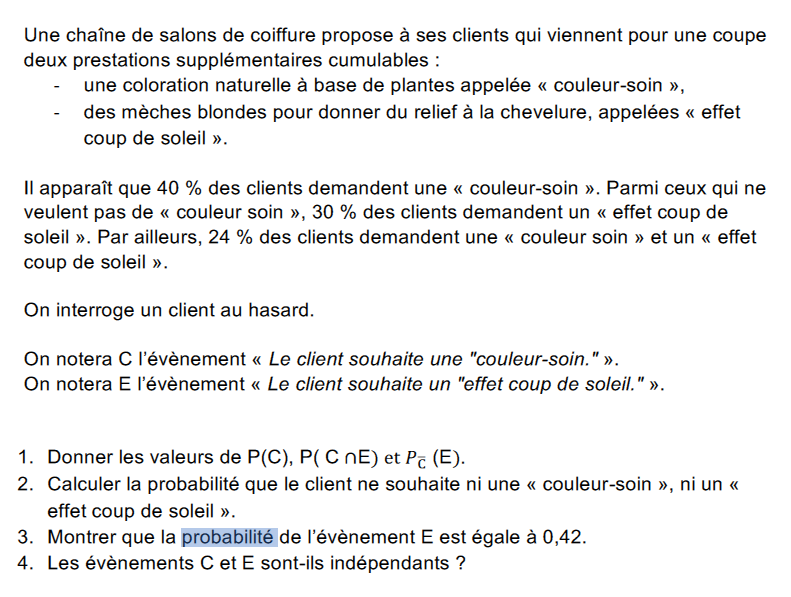 Une chaîne de salons de coiffure propose à ses clients qui viennent pour une coupe
deux prestations supplémentaires cumulables :
- une coloration naturelle à base de plantes appelée « couleur-soin »,
- des mèches blondes pour donner du relief à la chevelure, appelées « effet
coup de soleil ».
Il apparaît que 40 % des clients demandent une « couleur-soin ». Parmi ceux qui ne
veulent pas de « couleur soin », 30 % des clients demandent un « effet coup de
soleil ». Par ailleurs, 24 % des clients demandent une « couleur soin » et un « effet
coup de soleil ».
On interroge un client au hasard.
On notera C l’évènement « Le client souhaite une "couleur-soin." ».
On notera E l’évènement « Le client souhaite un "effet coup de soleil." ».
1. Donner les valeurs de P(C), P( C ∩E) et P_C̅ (E).
2. Calculer la probabilité que le client ne souhaite ni une « couleur-soin », ni un «
effet coup de soleil ».
3. Montrer que la probabilité de l’évènement E est égale à 0,42.
4. Les évènements C et E sont-ils indépendants ?